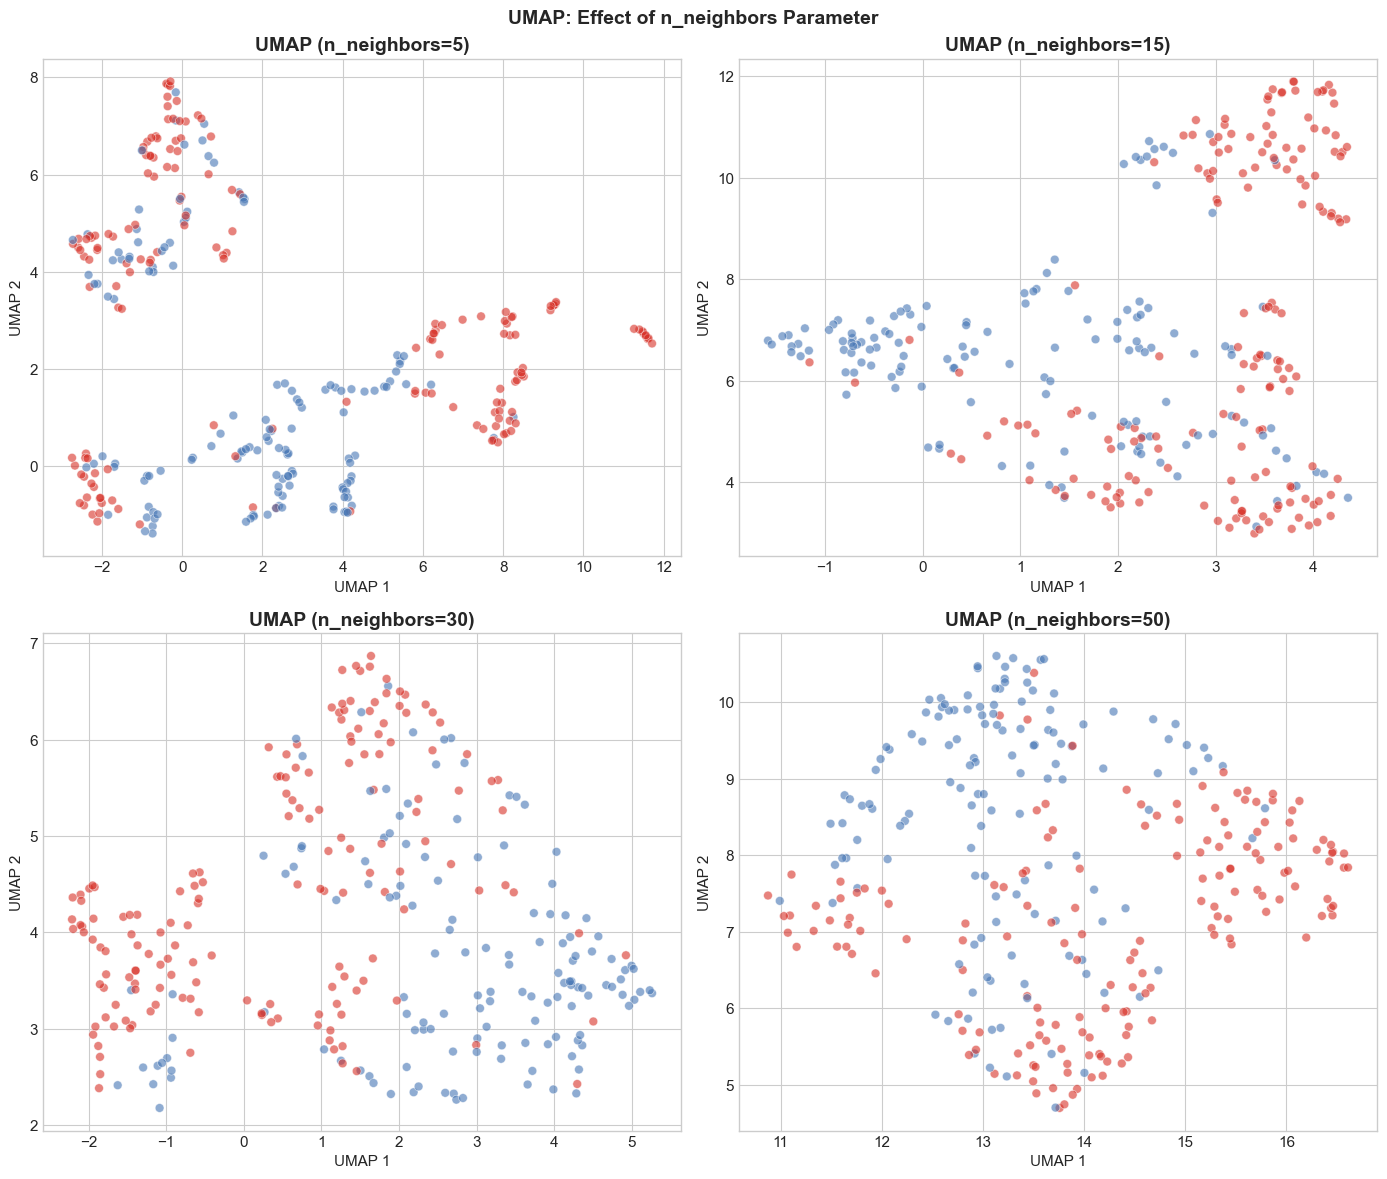 UMAP: Effect of n_neighbors Parameter
UMAP (n_neighbors=5)
8
6
4
2
0
UMAP 2
−2 0 2 4 6 8 10 12
UMAP 1
UMAP (n_neighbors=15)
12
10
8
6
4
UMAP 2
−1 0 1 2 3 4
UMAP 1
UMAP (n_neighbors=30)
7
6
5
4
3
2
UMAP 2
−2 −1 0 1 2 3 4 5
UMAP 1
UMAP (n_neighbors=50)
10
9
8
7
6
5
UMAP 2
11 12 13 14 15 16
UMAP 1